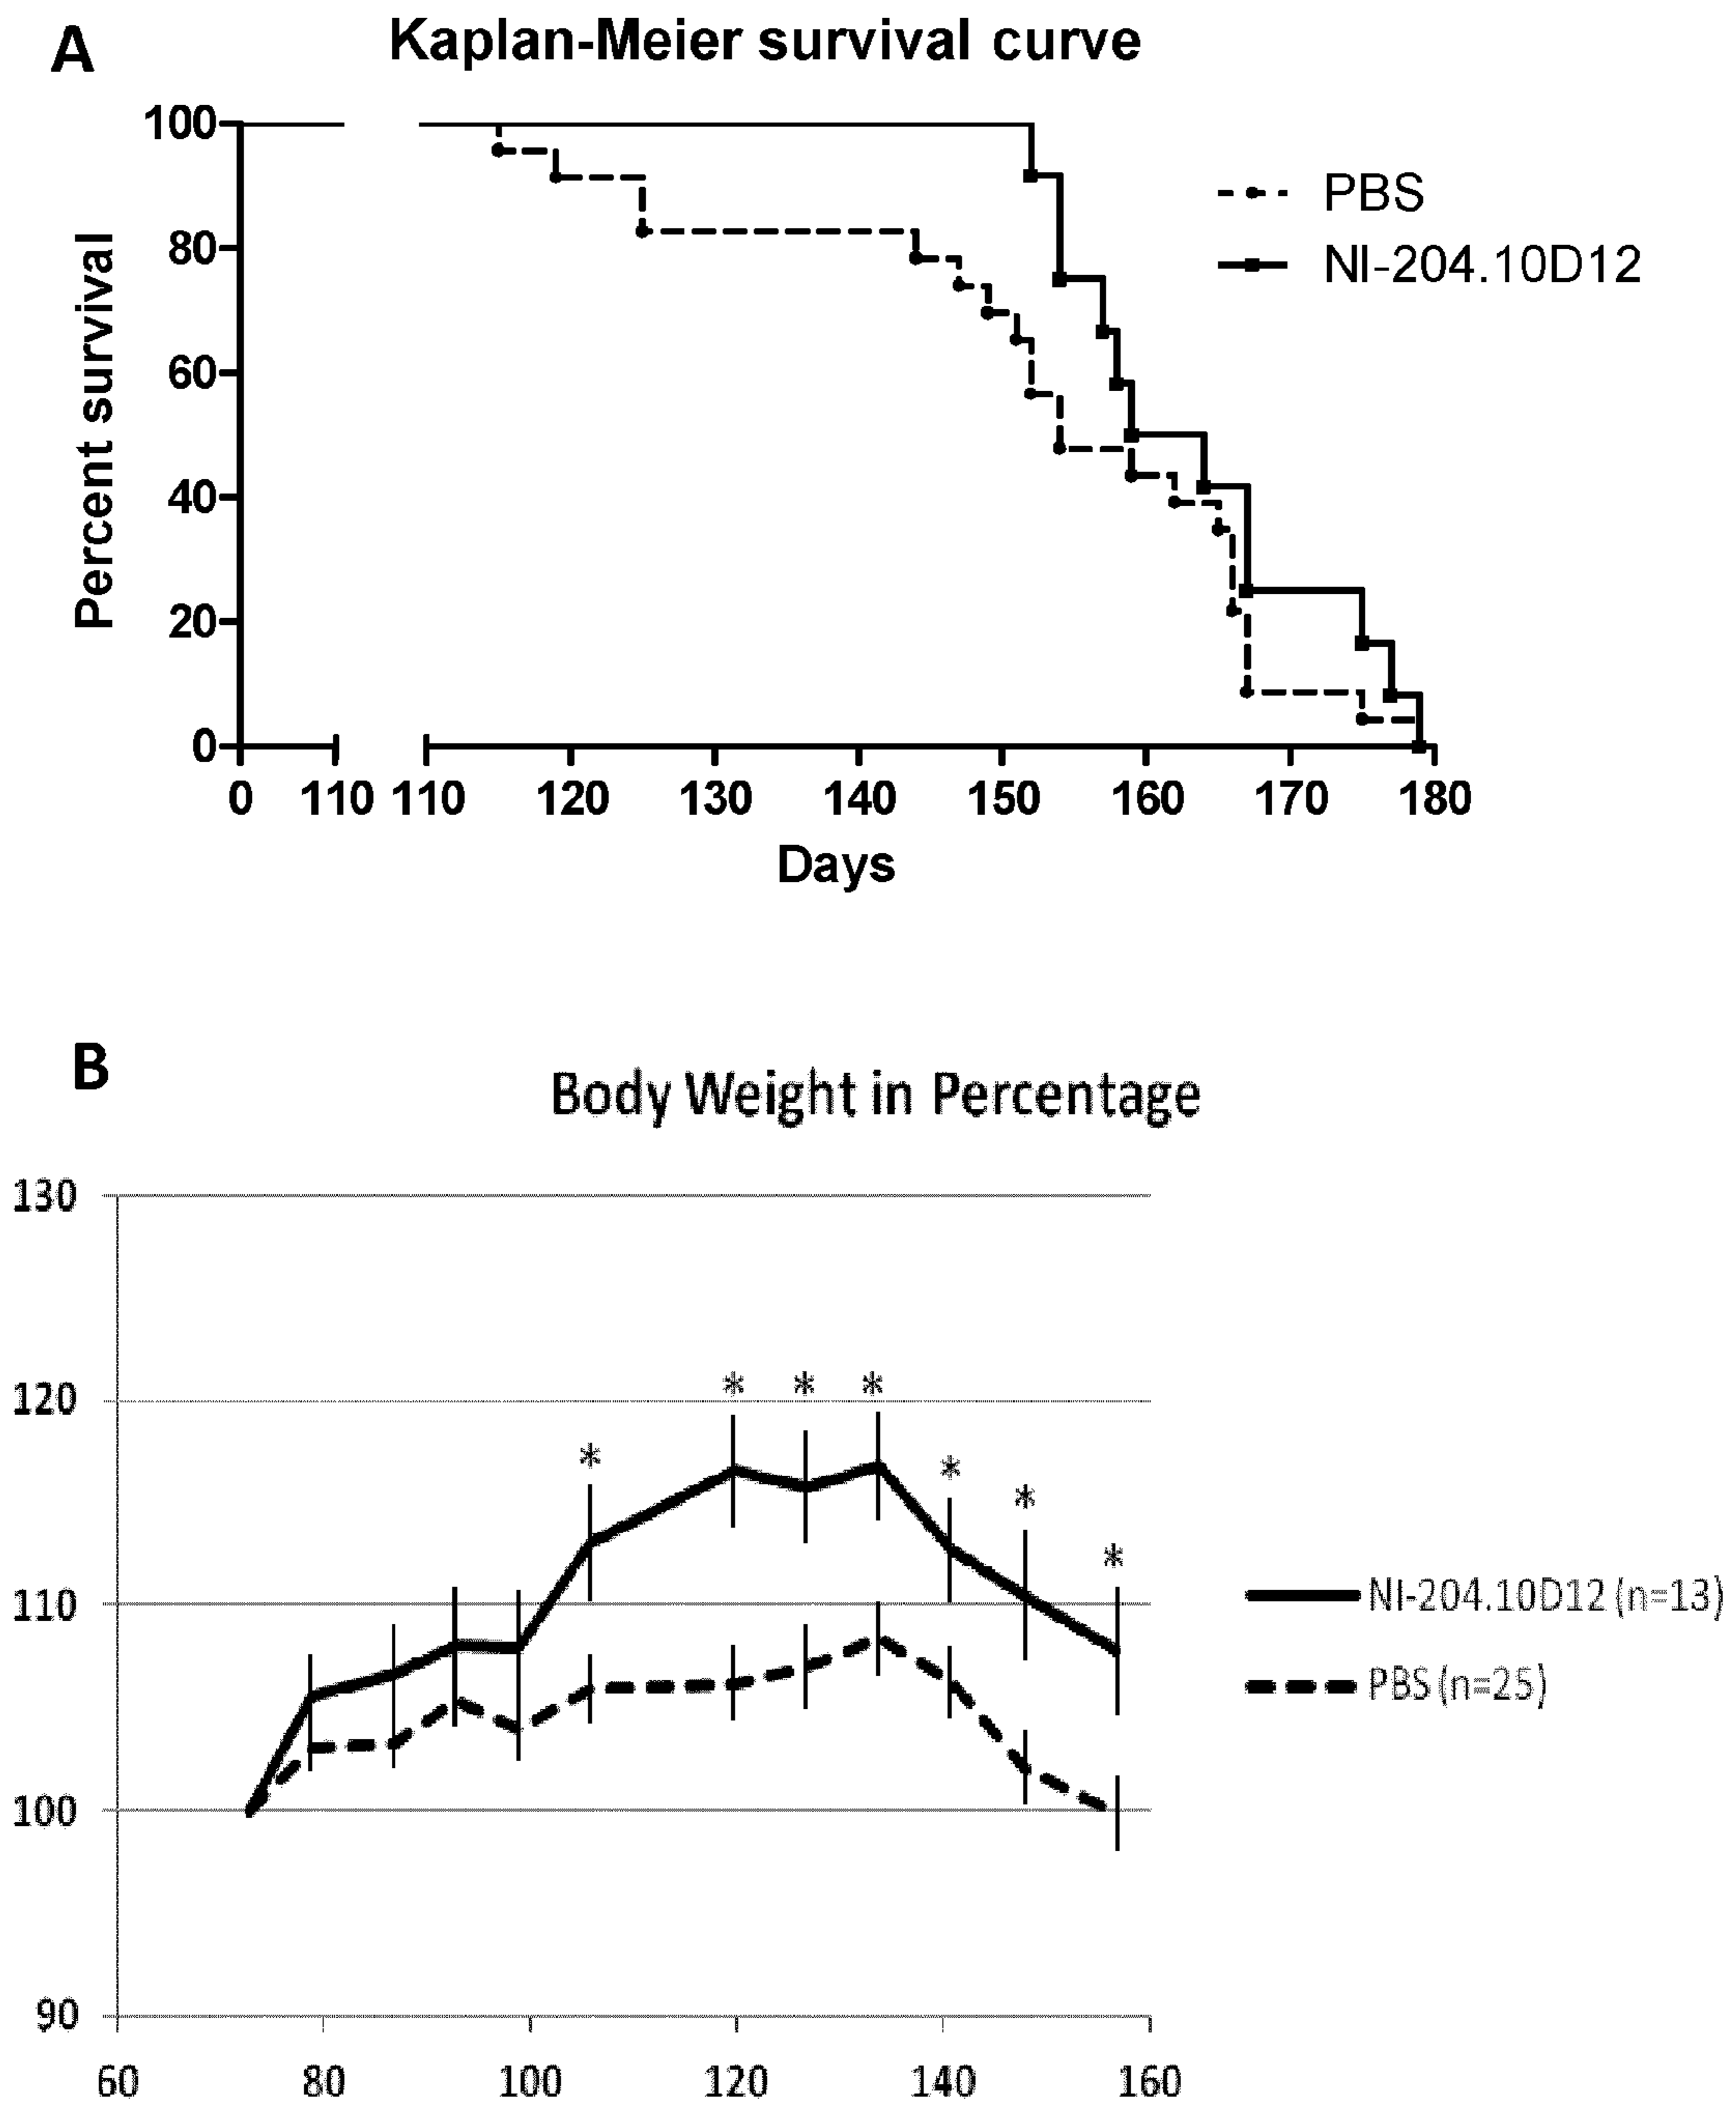 A
Kaplan-Meier survival curve
100
80
60
40
20
0
Percent survival
PBS
NI-204.10D12
0 110 110 120 130 140 150 160 170 180
Days
B
Body Weight in Percentage
130
120
110
100
90
* * * * * * *
NI-204.10D12 (n=13)
PBS (n=25)
60 80 100 120 140 160